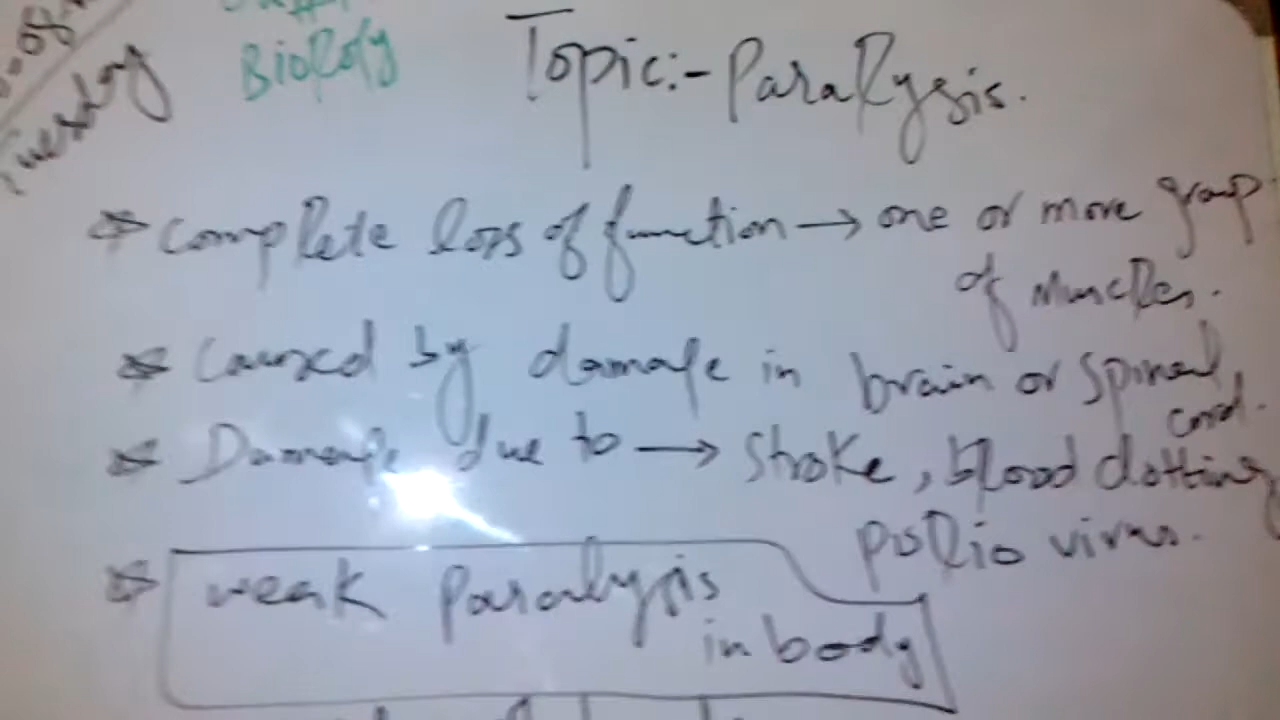 Tuesday
Biology
Topic:- Paralysis.
* Complete loss of function → one or more group
of Muscles.
* Caused by damage in brain or spinal
cord.
* Damage due to → stroke, blood clotting
polio virus.
* weak paralysis
in body